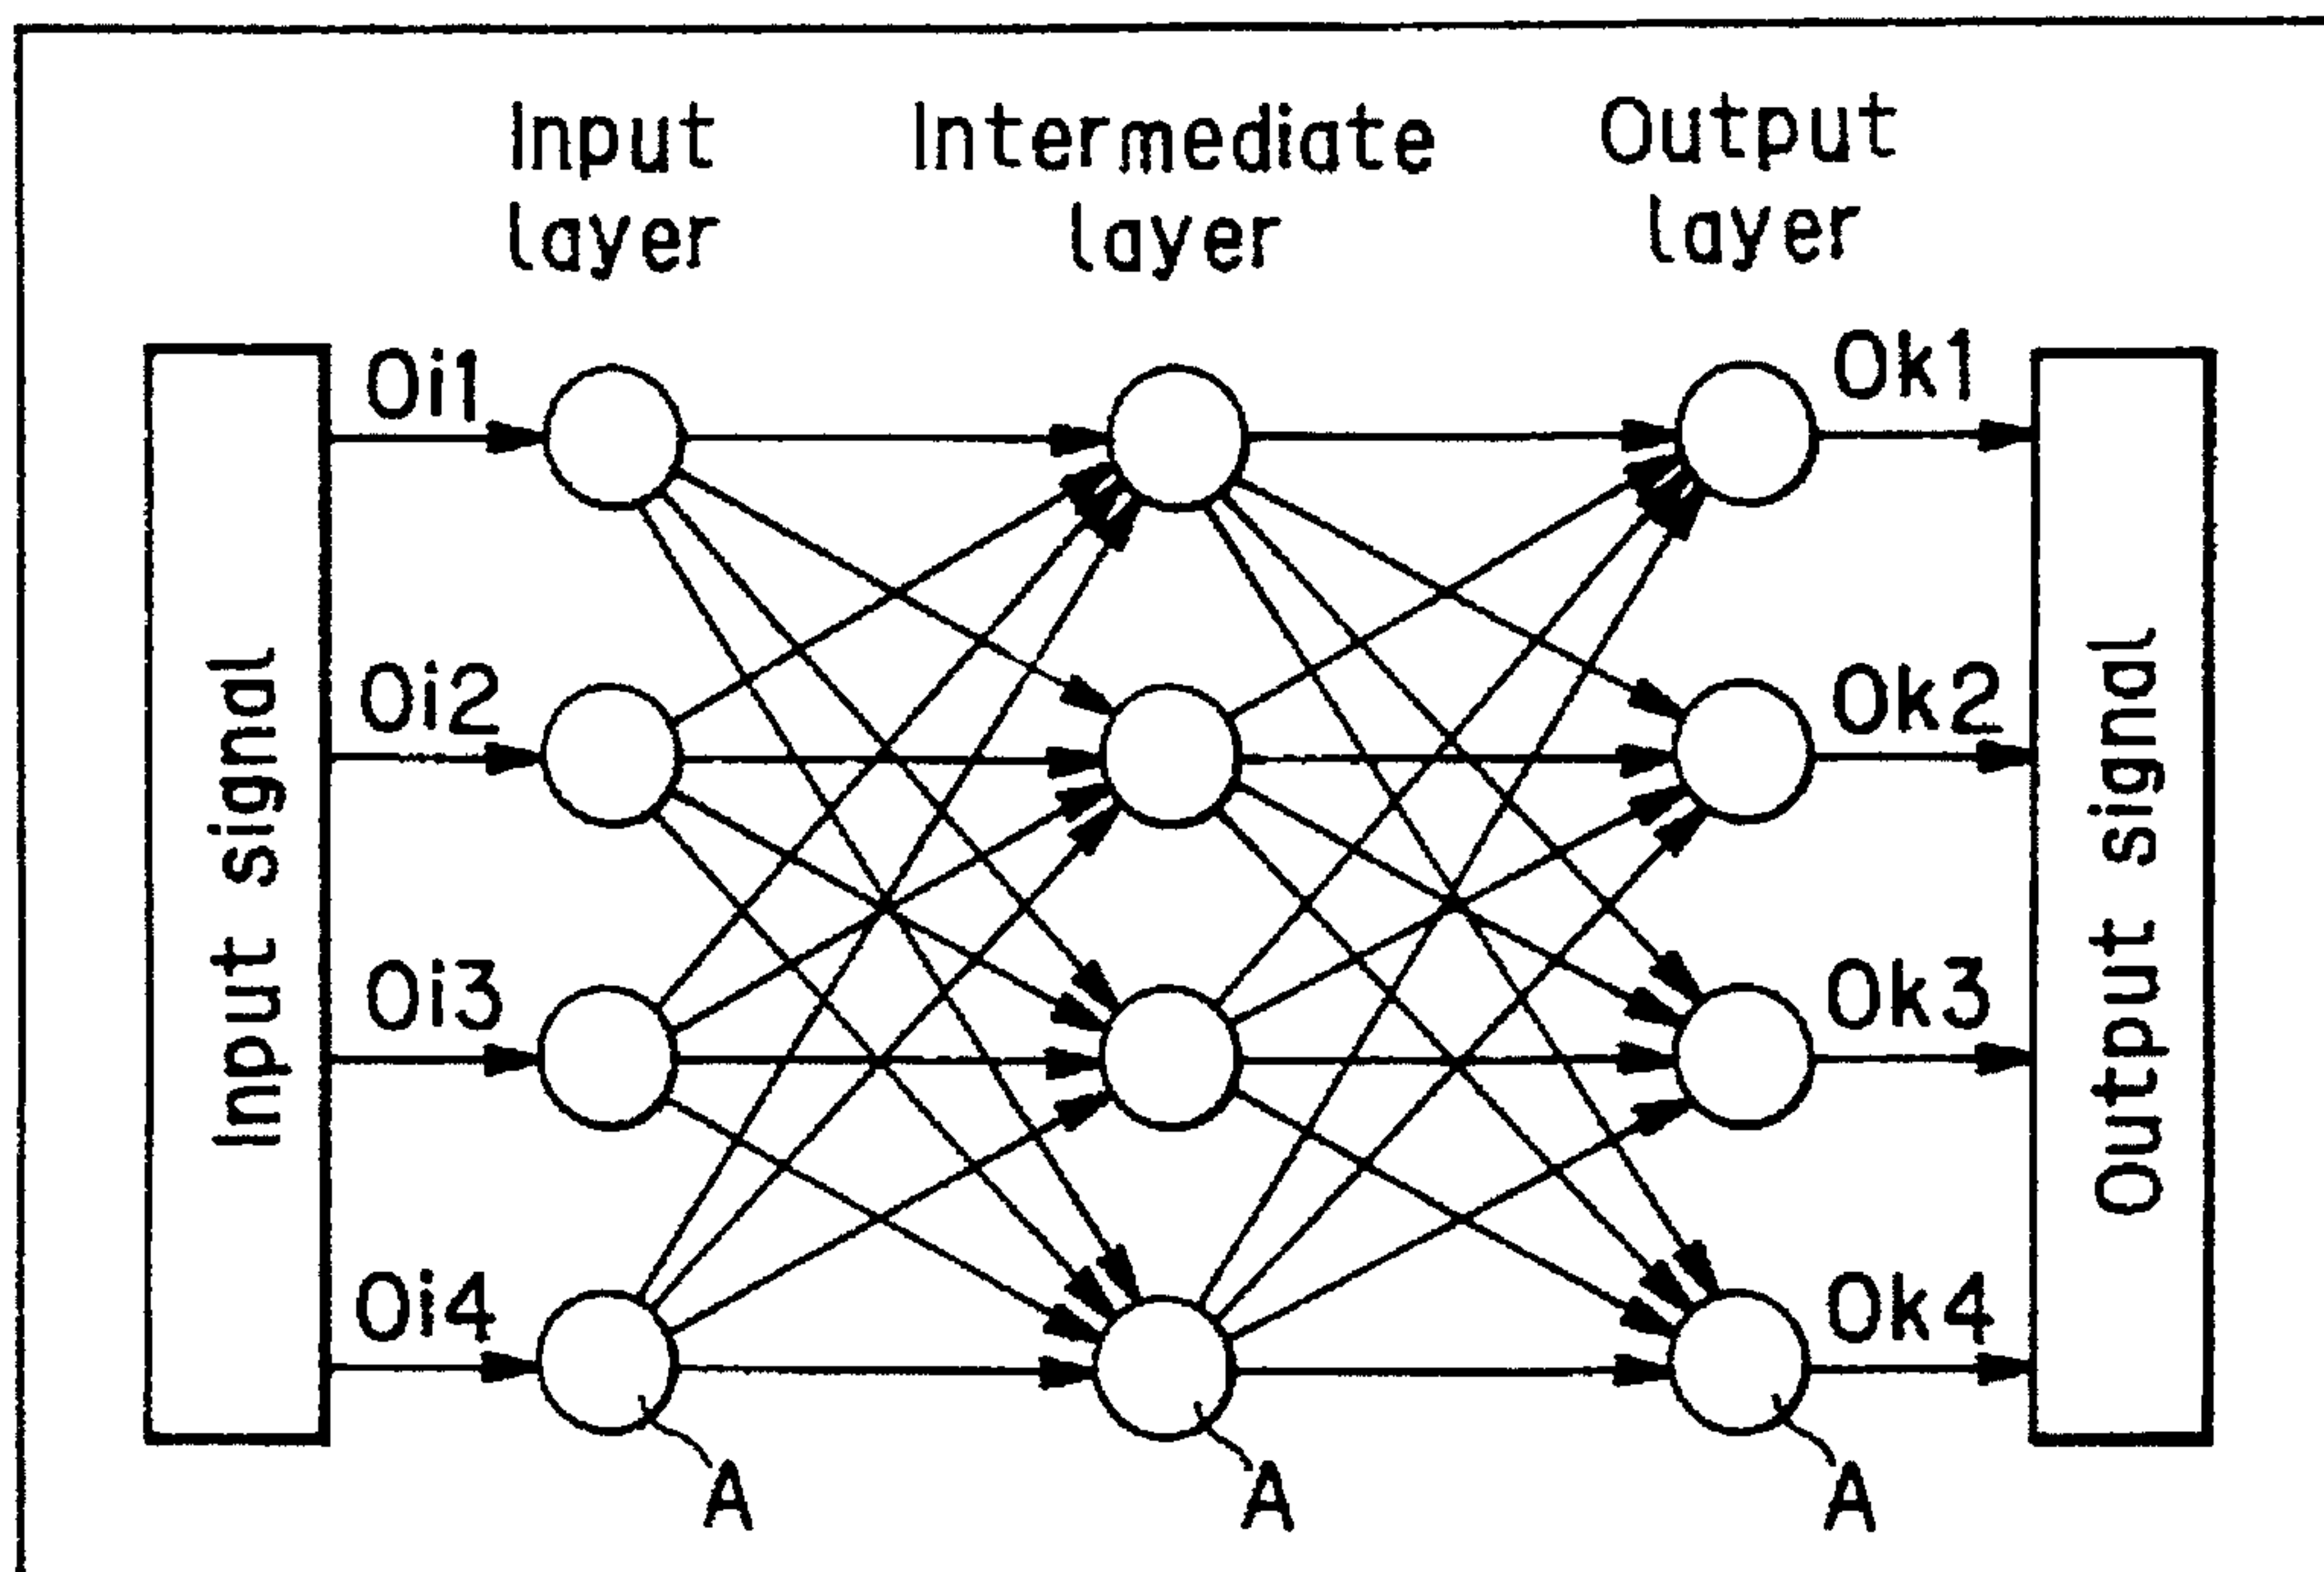 Input
layer
Intermediate
layer
Output
layer
Input signal
Oi1
Oi2
Oi3
Oi4
Ok1
Ok2
Ok3
Ok4
Output signal
A
A
A